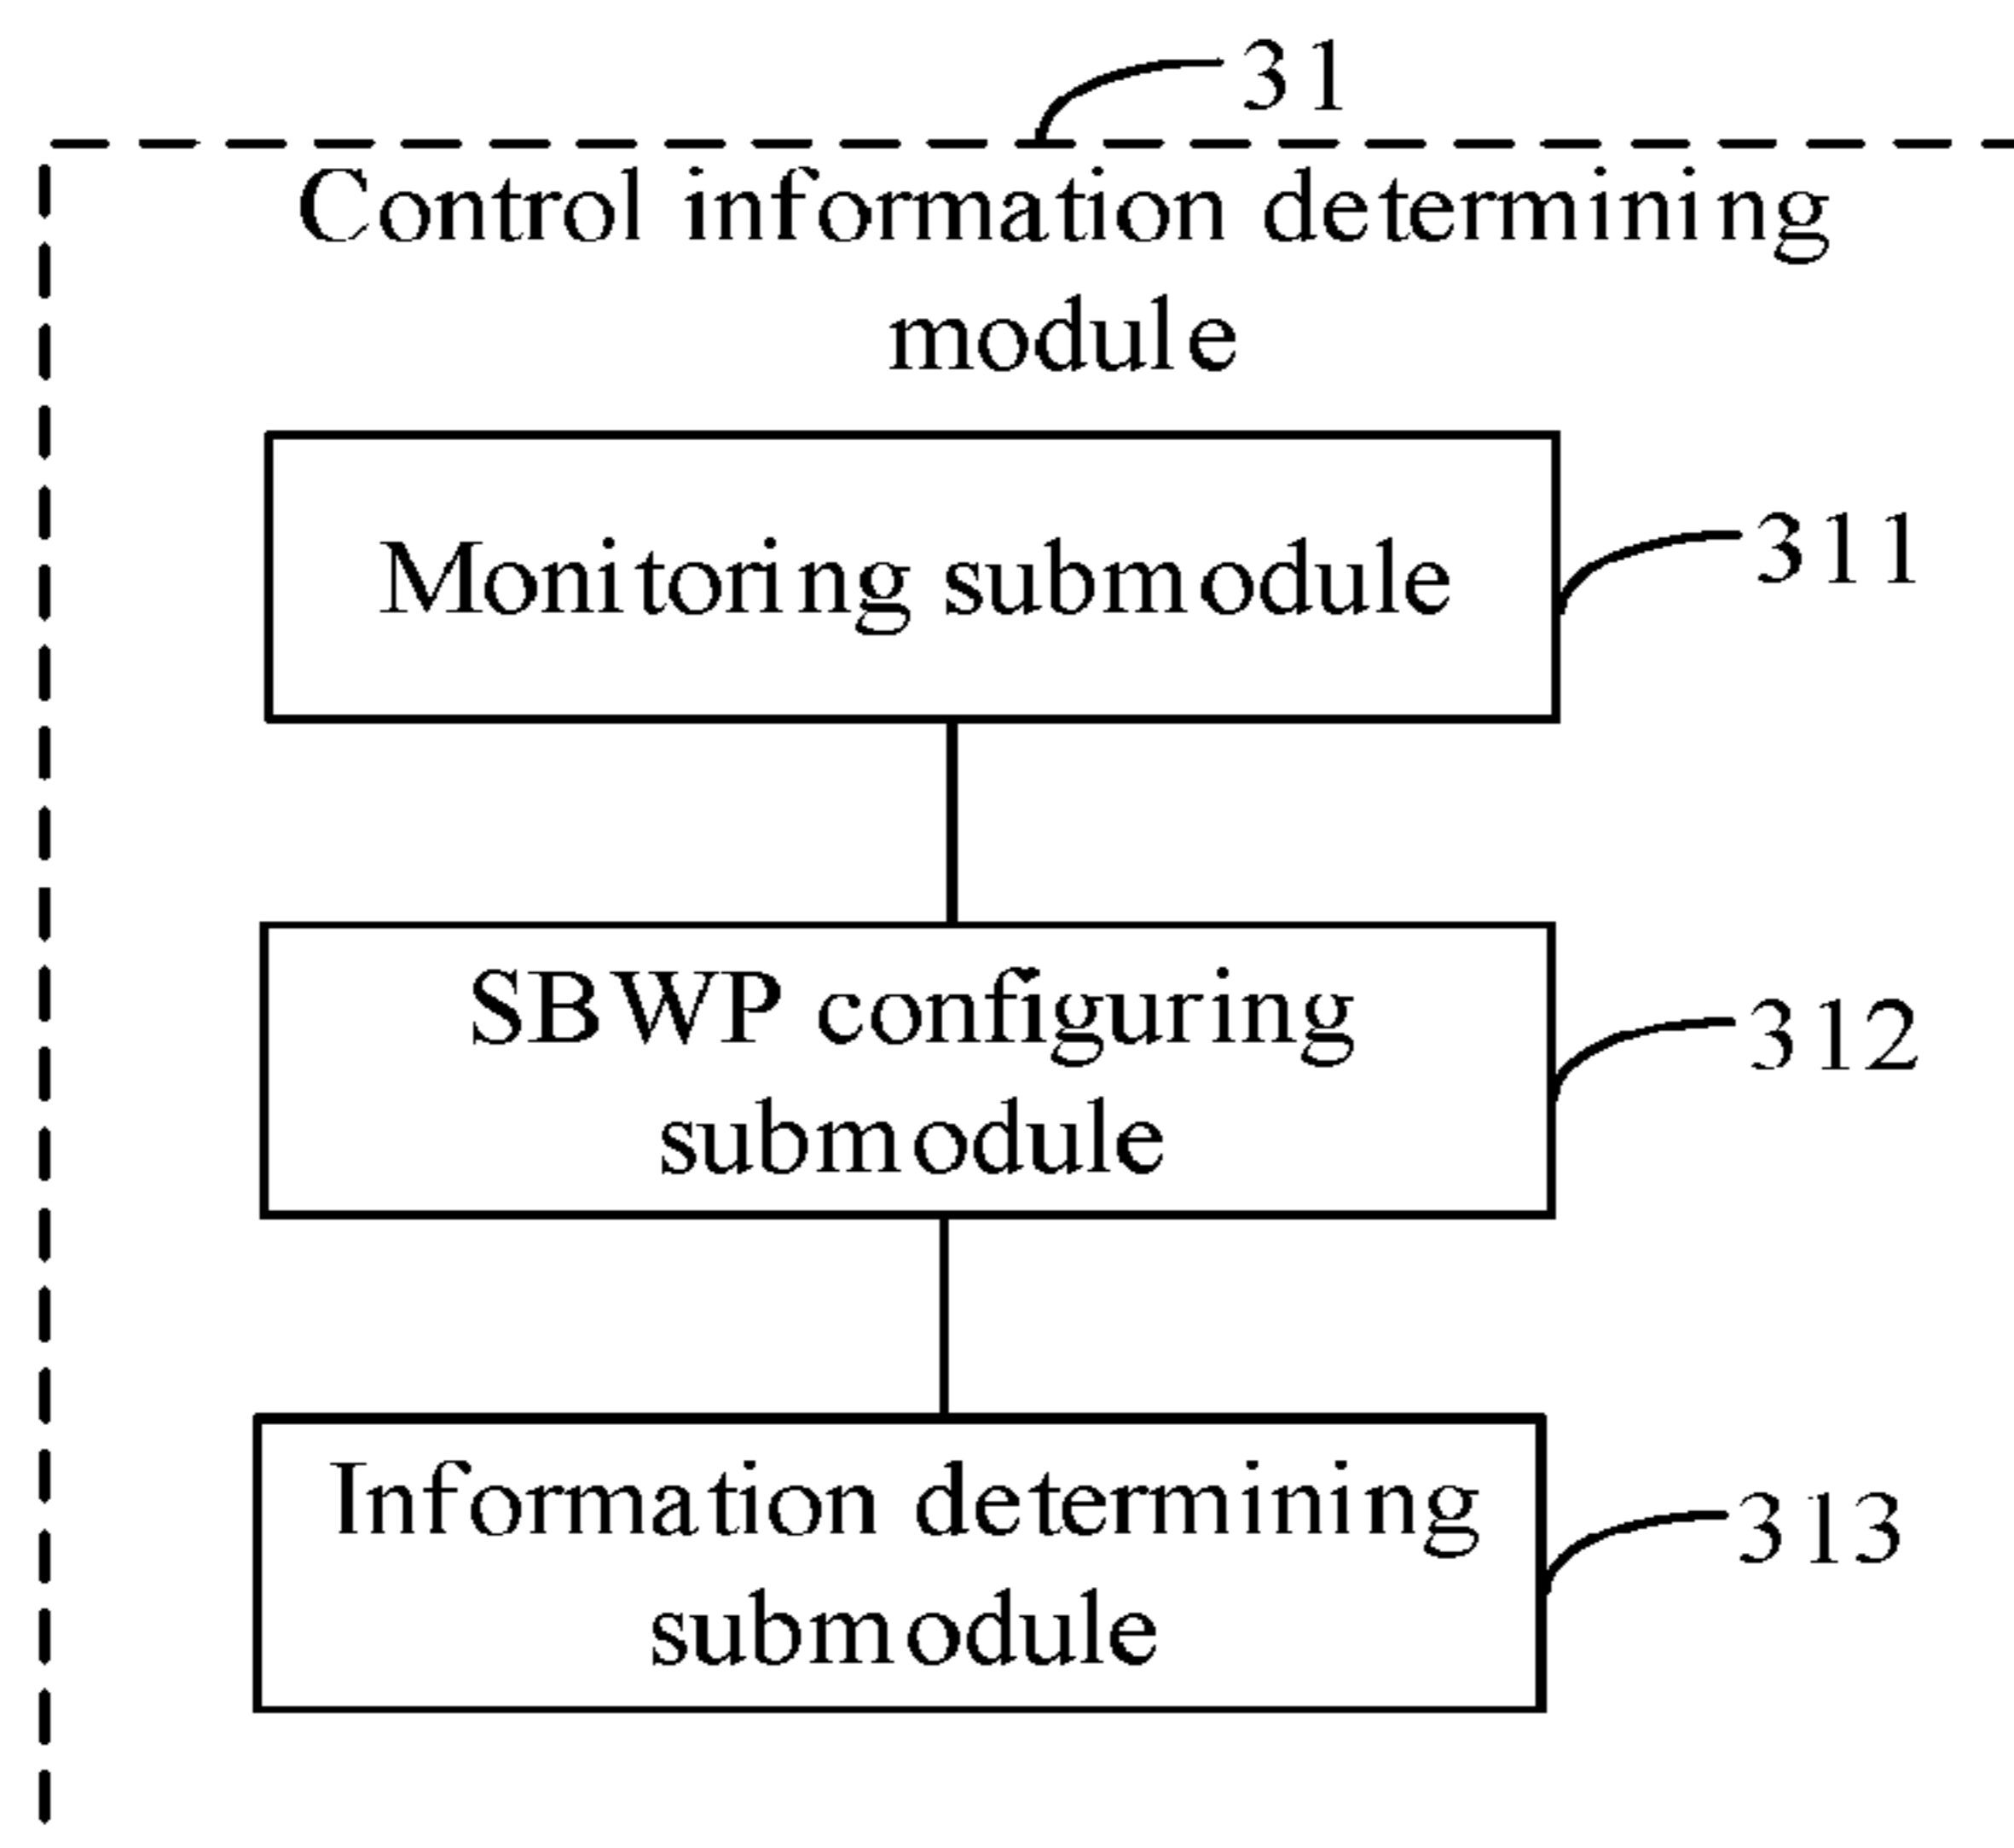 31
Control information determining
module
Monitoring submodule
311
SBWP configuring
submodule
312
Information determining
submodule
313